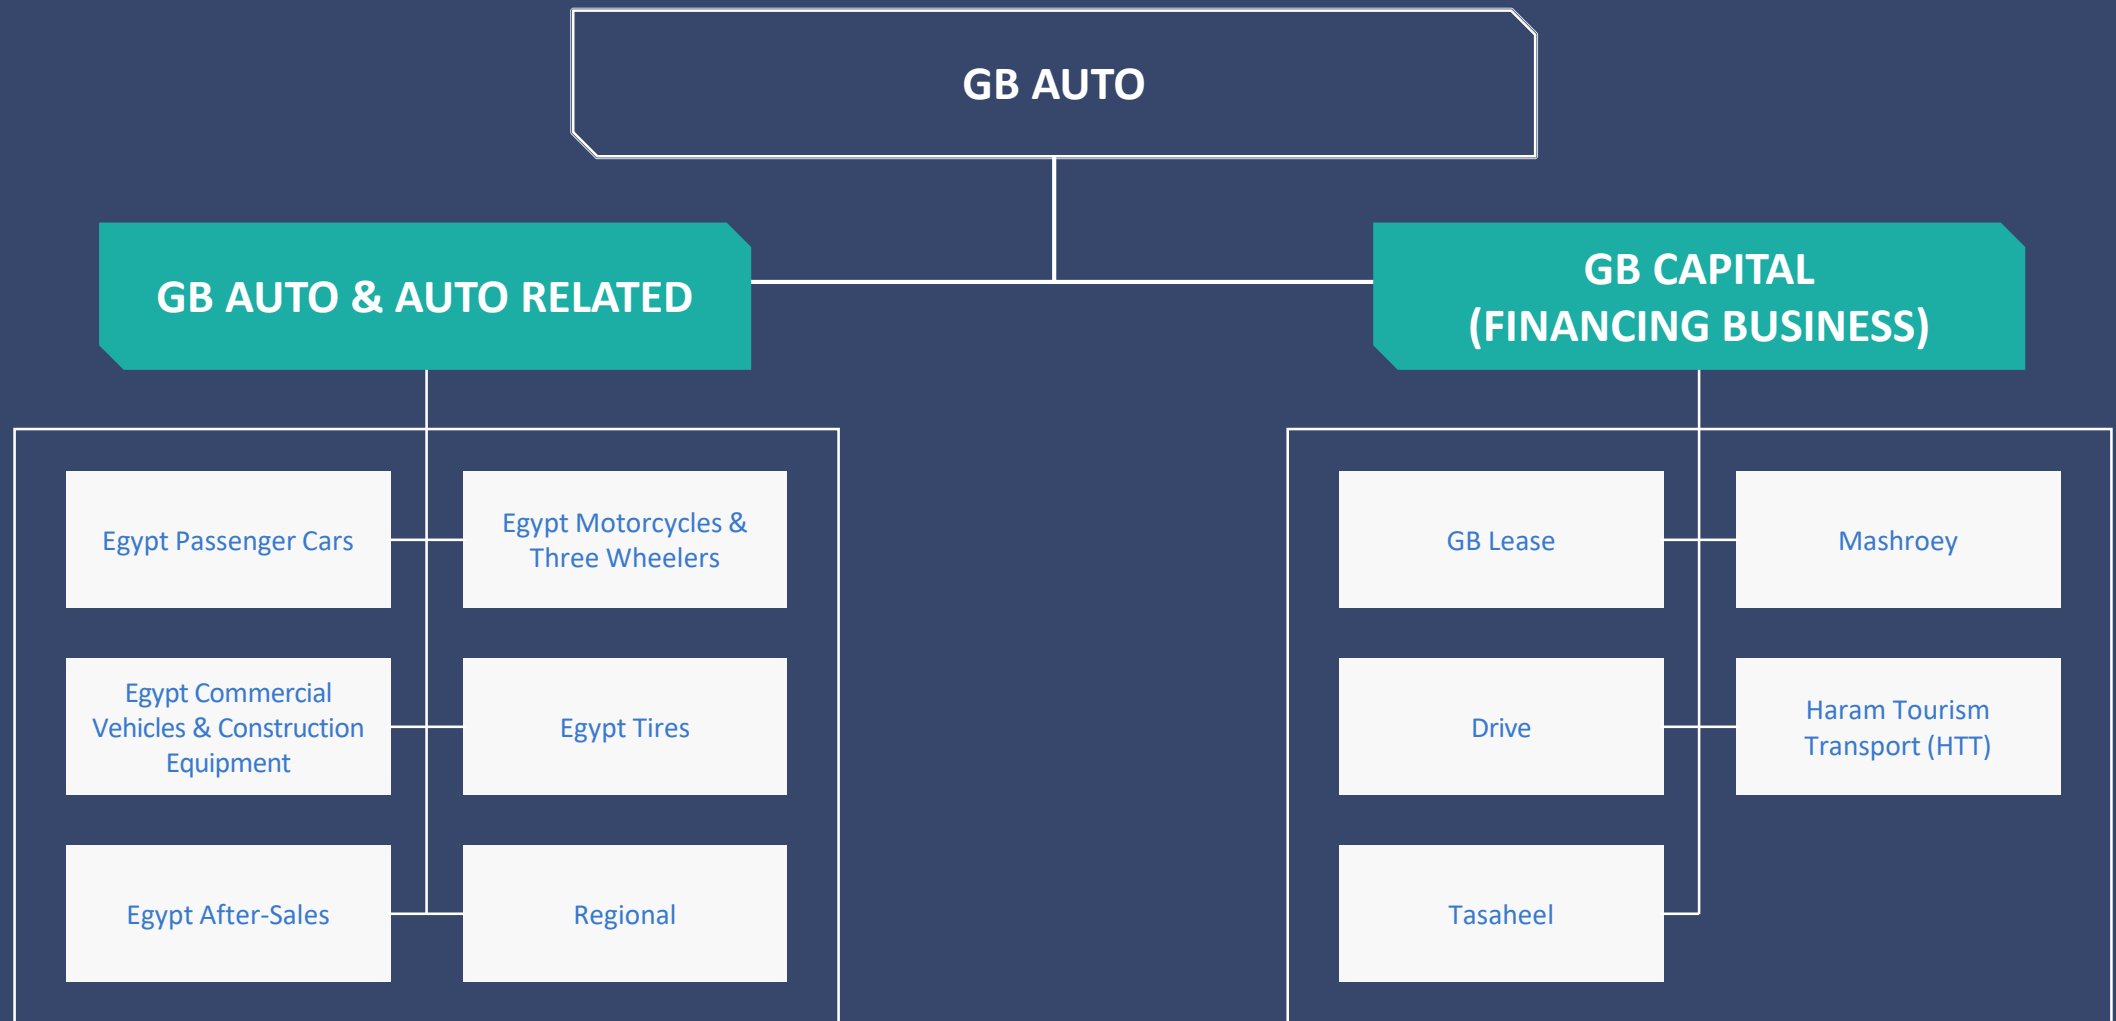 GB AUTO
GB AUTO & AUTO RELATED
GB CAPITAL
(FINANCING BUSINESS)
Egypt Passenger Cars
Egypt Motorcycles &
Three Wheelers
Egypt Commercial
Vehicles & Construction
Equipment
Egypt Tires
Egypt After-Sales
Regional
GB Lease
Mashroey
Drive
Haram Tourism
Transport (HTT)
Tasaheel